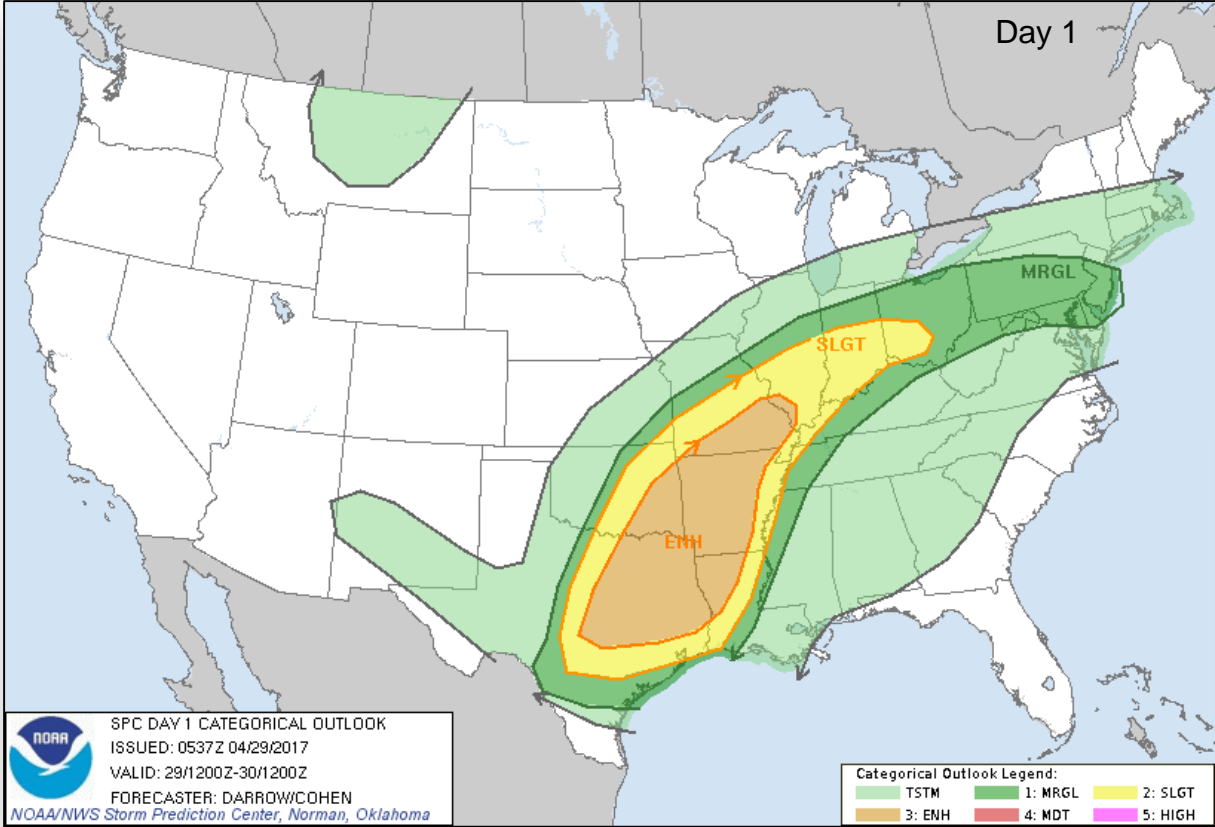 Day 1
MRGL
SLGT
ENH
NOAA
SPC DAY 1 CATEGORICAL OUTLOOK
ISSUED: 0537Z 04/29/2017
VALID: 29/1200Z-30/1200Z
FORECASTER: DARROW/COHEN
NOAA/NWS Storm Prediction Center, Norman, Oklahoma
Categorical Outlook Legend:
TSTM 1: MRGL 2: SLGT
3: ENH 4: MDT 5: HIGH